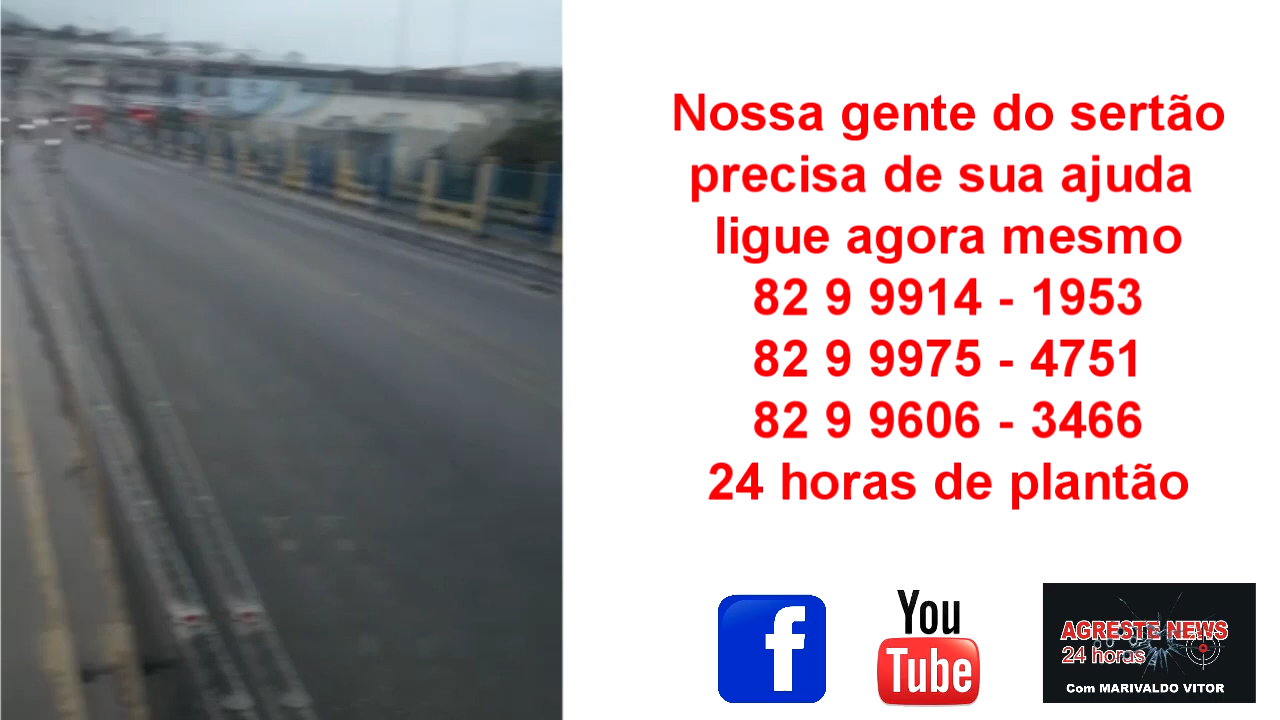 Nossa gente do sertão
precisa de sua ajuda
ligue agora mesmo
82 9 9914 - 1953
82 9 9975 - 4751
82 9 9606 - 3466
24 horas de plantão
f
You
Tube
AGRESTE NEWS
24 horas
Com MARIVALDO VITOR